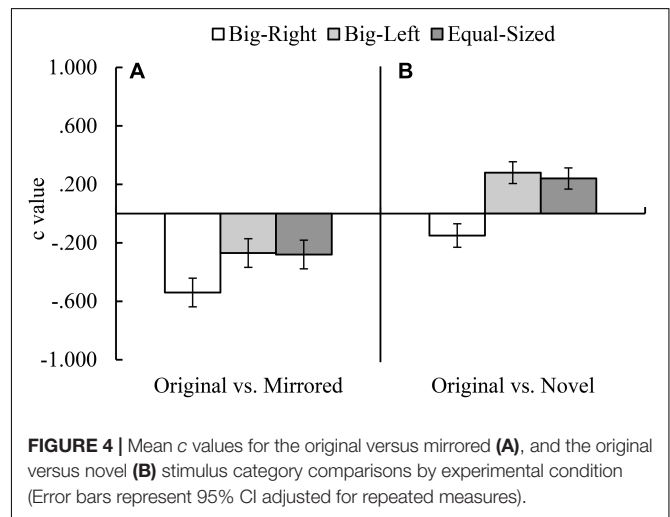 Big-Right Big-Left Equal-Sized
A B
1.000
.600
.200
-.200
-.600
-1.000
c value
Original vs. Mirrored Original vs. Novel
FIGURE 4 | Mean c values for the original versus mirrored (A), and the original
versus novel (B) stimulus category comparisons by experimental condition
(Error bars represent 95% CI adjusted for repeated measures).